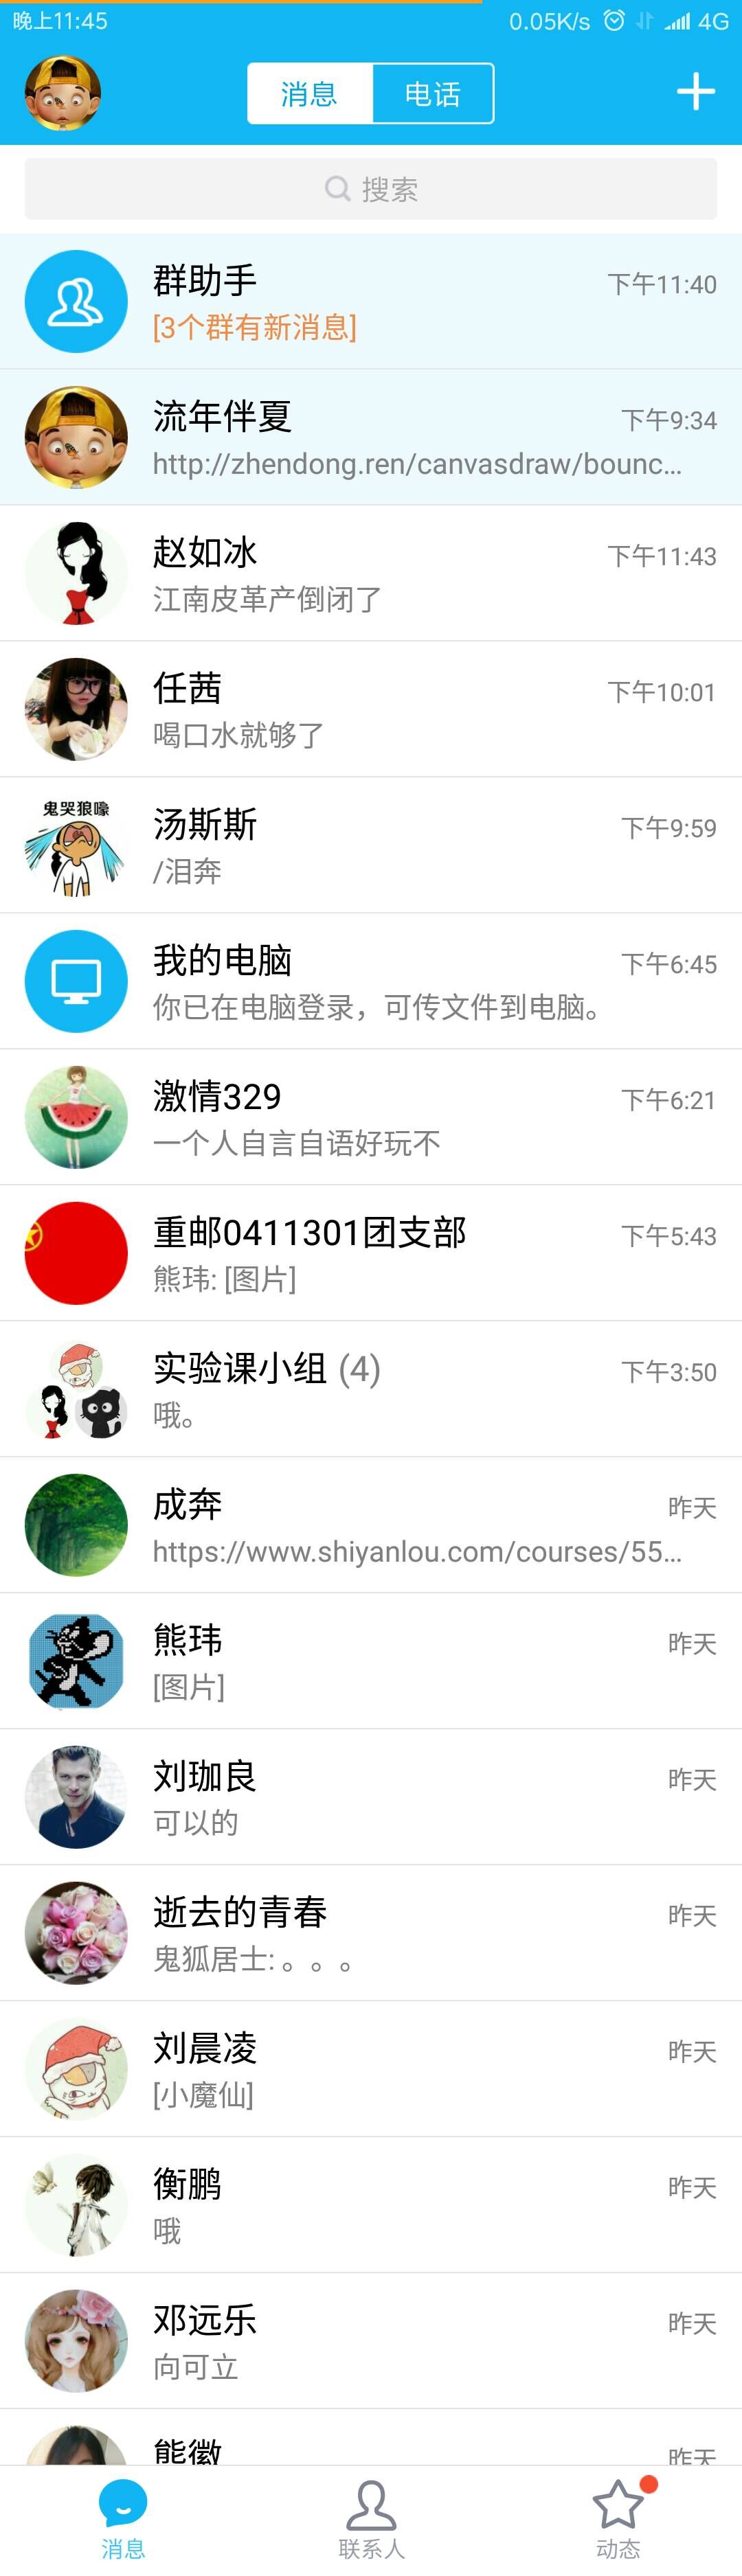 晚上11:45
0.05K/s 4G
消息 电话
搜索
群助手 下午11:40
[3个群有新消息]
流年伴夏 下午9:34
http://zhendong.ren/canvasdraw/bounc...
赵如冰 下午11:43
江南皮革产倒闭了
任茜 下午10:01
喝口水就够了
鬼哭狼嚎
汤斯斯 下午9:59
/泪奔
我的电脑 下午6:45
你已在电脑登录，可传文件到电脑。
激情329 下午6:21
一个人自言自语好玩不
重邮0411301团支部 下午5:43
熊玮: [图片]
实验课小组 (4) 下午3:50
哦。
成奔 昨天
https://www.shiyanlou.com/courses/55...
熊玮 昨天
[图片]
刘珈良 昨天
可以的
逝去的青春 昨天
鬼狐居士: 。。。
刘晨凌 昨天
[小魔仙]
衡鹏 昨天
哦
邓远乐 昨天
向可立
熊徽 昨天
消息 联系人 动态